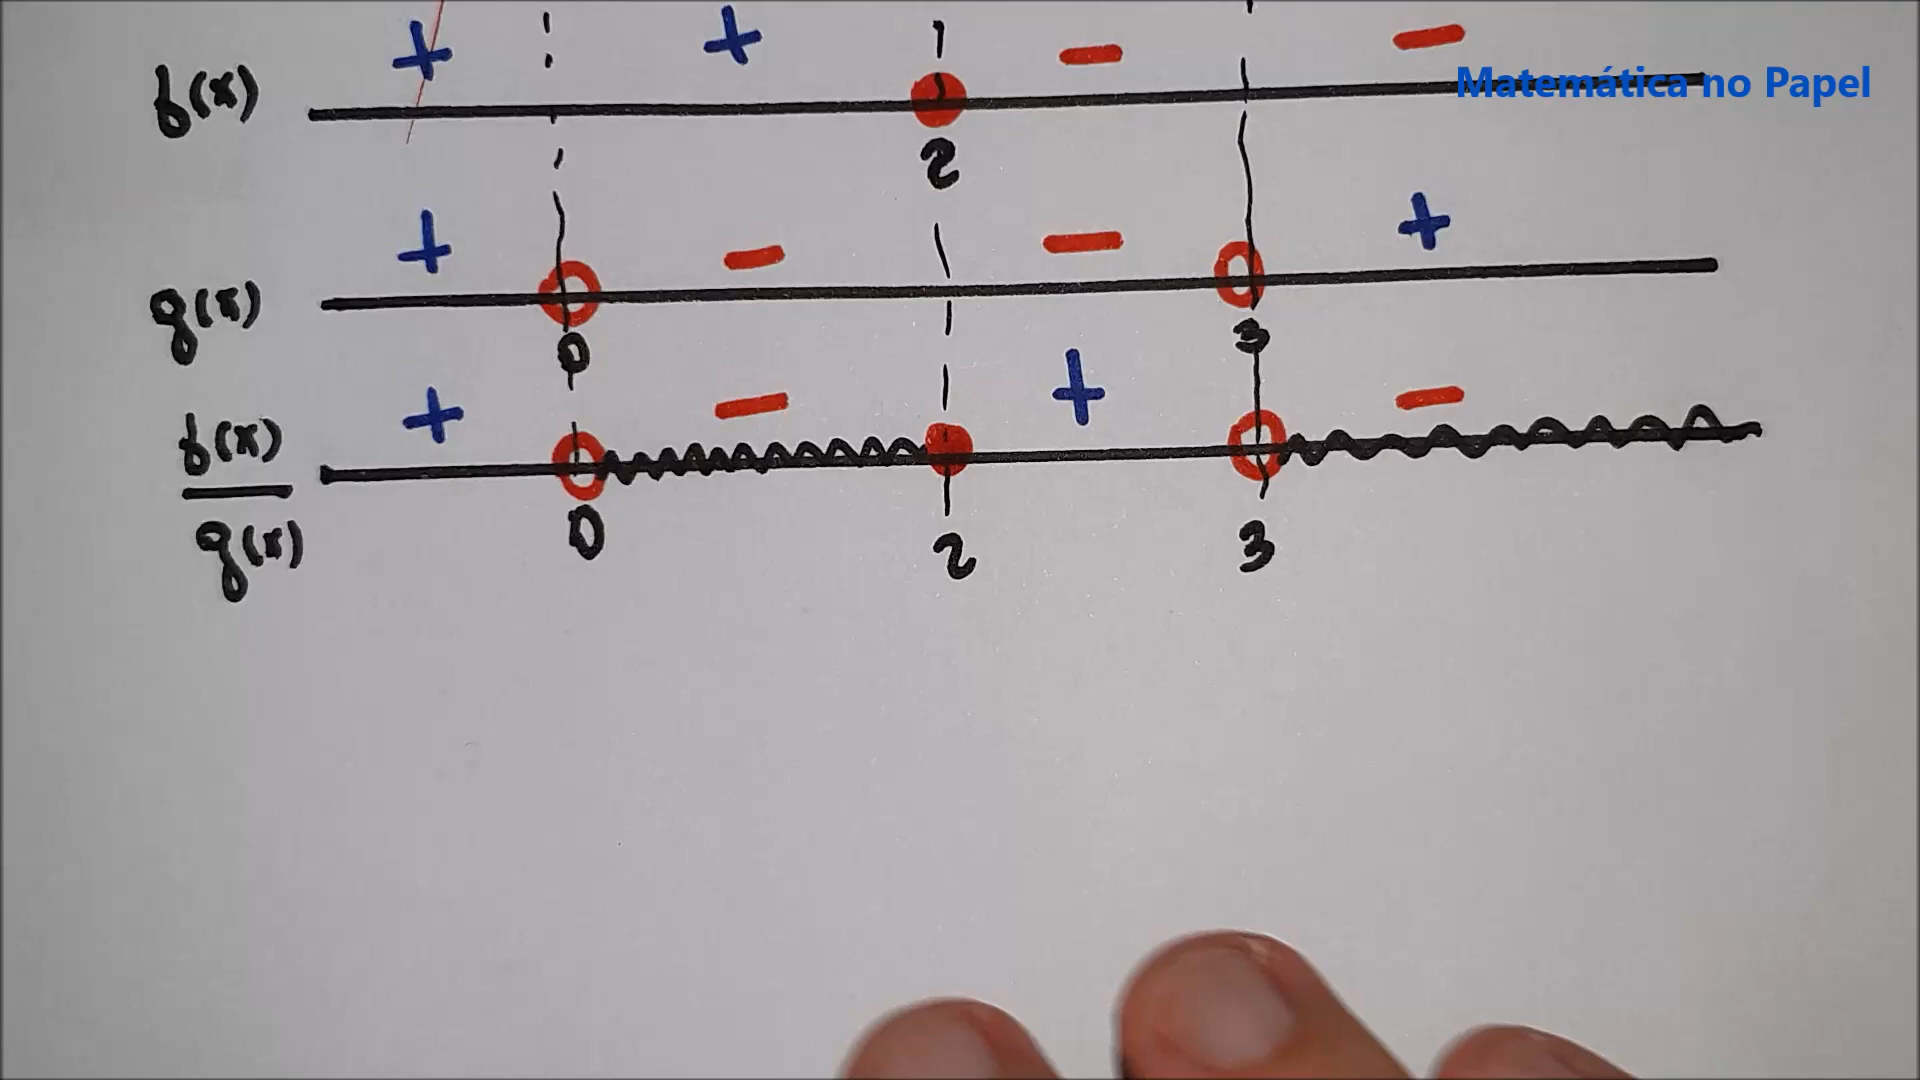 + + − −
f(x)
Matemática no Papel
2
+ − − +
g(x)
0 3
+ − + −
f(x)
g(x)
0 2 3